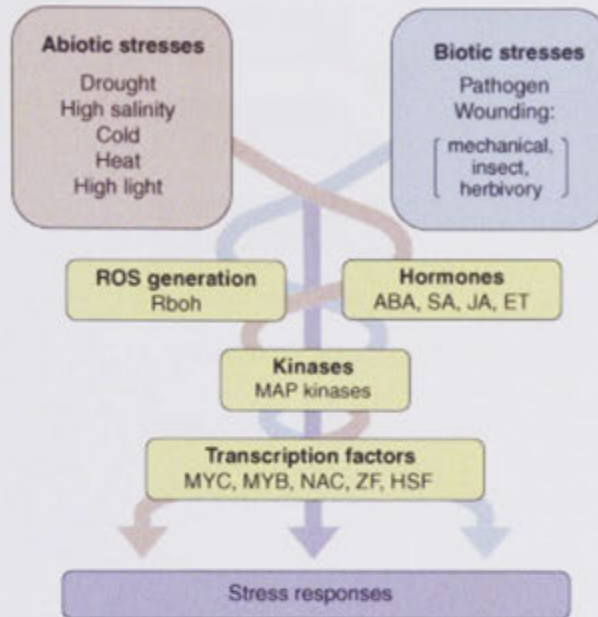 Abiotic stresses
Drought
High salinity
Cold
Heat
High light
Biotic stresses
Pathogen
Wounding:
mechanical,
insect,
herbivory
ROS generation
Rboh
Hormones
ABA, SA, JA, ET
Kinases
MAP kinases
Transcription factors
MYC, MYB, NAC, ZF, HSF
Stress responses